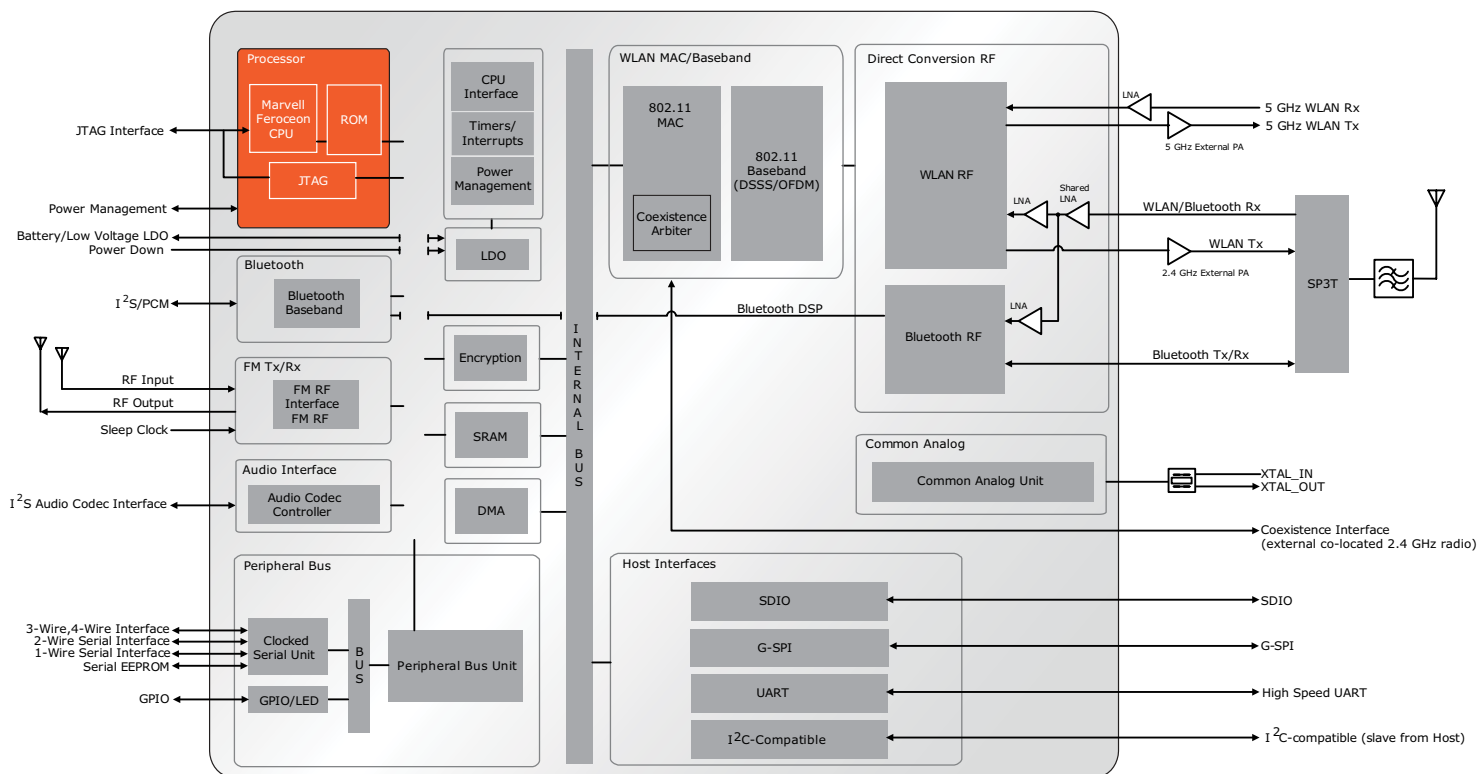 Processor
Marvell
Feroceon
CPU
ROM
JTAG
JTAG Interface
Power Management
Battery/Low Voltage LDO
Power Down
CPU
Interface
Timers/
Interrupts
Power
Management
LDO
Bluetooth
Bluetooth
Baseband
I²S/PCM
FM Tx/Rx
FM RF
Interface
FM RF
RF Input
RF Output
Sleep Clock
Audio Interface
Audio Codec
Controller
I²S Audio Codec Interface
Encryption
SRAM
DMA
INTERNAL BUS
Peripheral Bus
Clocked
Serial Unit
GPIO/LED
BUS
Peripheral Bus Unit
3-Wire,4-Wire Interface
2-Wire Serial Interface
1-Wire Serial Interface
Serial EEPROM
GPIO
WLAN MAC/Baseband
802.11
MAC
Coexistence
Arbiter
802.11
Baseband
(DSSS/OFDM)
Direct Conversion RF
WLAN RF
Bluetooth RF
Bluetooth DSP
LNA
5 GHz WLAN Rx
5 GHz WLAN Tx
5 GHz External PA
LNA
Shared
LNA
WLAN/Bluetooth Rx
WLAN Tx
2.4 GHz External PA
LNA
Bluetooth Tx/Rx
SP3T
Common Analog
Common Analog Unit
XTAL_IN
XTAL_OUT
Coexistence Interface
(external co-located 2.4 GHz radio)
Host Interfaces
SDIO
SDIO
G-SPI
G-SPI
UART
High Speed UART
I²C-Compatible
I²C-compatible (slave from Host)